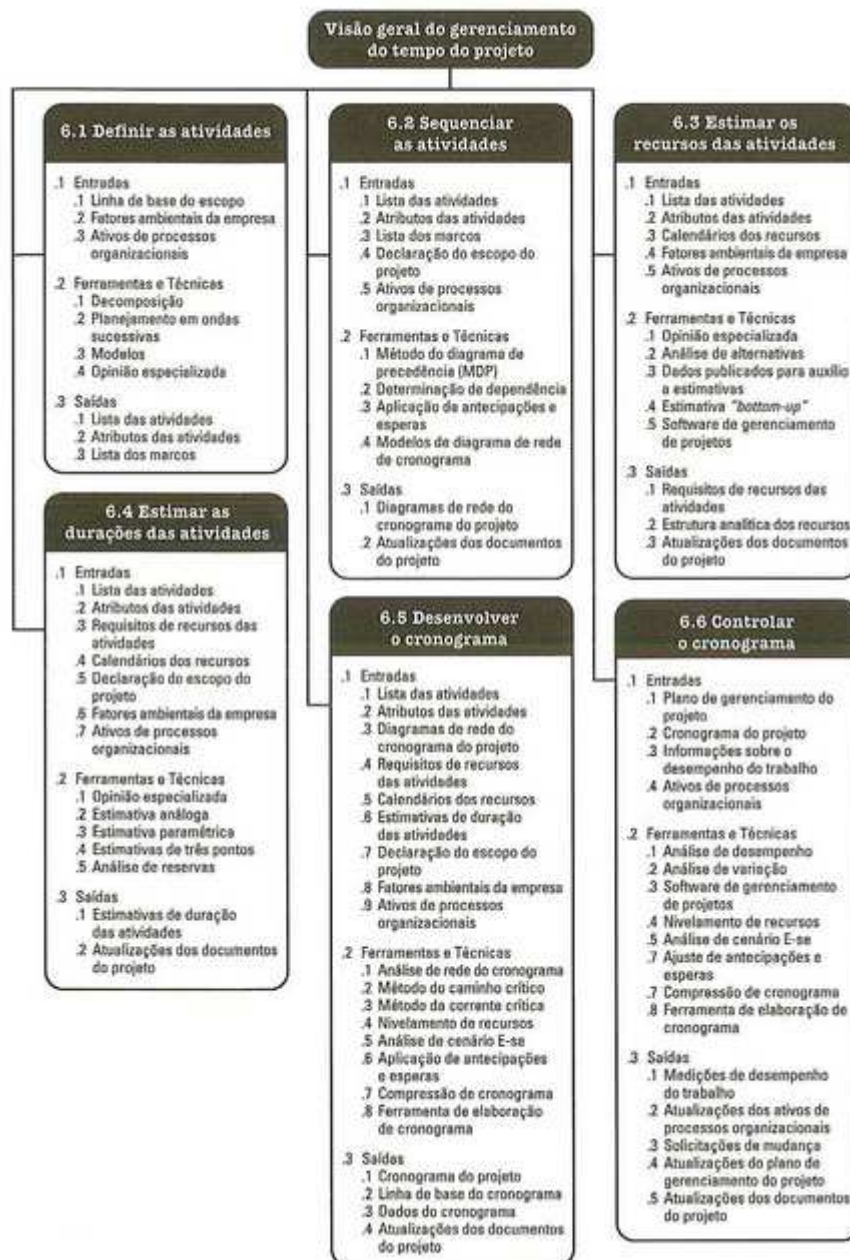 Visão geral do gerenciamento
do tempo do projeto
6.1 Definir as atividades
.1 Entradas
.1 Linha de base do escopo
.2 Fatores ambientais da empresa
.3 Ativos de processos
organizacionais
.2 Ferramentas e Técnicas
.1 Decomposição
.2 Planejamento em ondas
sucessivas
.3 Modelos
.4 Opinião especializada
.3 Saídas
.1 Lista das atividades
.2 Atributos das atividades
.3 Lista dos marcos
6.2 Sequenciar
as atividades
.1 Entradas
.1 Lista das atividades
.2 Atributos das atividades
.3 Lista dos marcos
.4 Declaração do escopo do
projeto
.5 Ativos de processos
organizacionais
.2 Ferramentas e Técnicas
.1 Método do diagrama de
precedência (MDP)
.2 Determinação de dependência
.3 Aplicação de antecipações e
esperas
.4 Modelos de diagrama de rede
de cronograma
.3 Saídas
.1 Diagramas de rede do
cronograma do projeto
.2 Atualizações dos documentos
do projeto
6.3 Estimar os
recursos das atividades
.1 Entradas
.1 Lista das atividades
.2 Atributos das atividades
.3 Calendários dos recursos
.4 Fatores ambientais da empresa
.5 Ativos de processos
organizacionais
.2 Ferramentas e Técnicas
.1 Opinião especializada
.2 Análise de alternativas
.3 Dados publicados para auxílio
a estimativas
.4 Estimativa "bottom-up"
.5 Software de gerenciamento
de projetos
.3 Saídas
.1 Requisitos de recursos das
atividades
.2 Estrutura analítica dos recursos
.3 Atualizações dos documentos
do projeto
6.4 Estimar as
durações das atividades
.1 Entradas
.1 Lista das atividades
.2 Atributos das atividades
.3 Requisitos de recursos das
atividades
.4 Calendários dos recursos
.5 Declaração do escopo do
projeto
.6 Fatores ambientais da empresa
.7 Ativos de processos
organizacionais
.2 Ferramentas e Técnicas
.1 Opinião especializada
.2 Estimativa análoga
.3 Estimativa paramétrica
.4 Estimativas de três pontos
.5 Análise de reservas
.3 Saídas
.1 Estimativas de duração
das atividades
.2 Atualizações dos documentos
do projeto
6.5 Desenvolver
o cronograma
.1 Entradas
.1 Lista das atividades
.2 Atributos das atividades
.3 Diagramas de rede do
cronograma do projeto
.4 Requisitos de recursos
das atividades
.5 Calendários dos recursos
.6 Estimativas de duração
das atividades
.7 Declaração do escopo do
projeto
.8 Fatores ambientais da empresa
.9 Ativos de processos
organizacionais
.2 Ferramentas e Técnicas
.1 Análise de rede do cronograma
.2 Método do caminho crítico
.3 Método da corrente crítica
.4 Nivelamento de recursos
.5 Análise de cenário E-se
.6 Aplicação de antecipações
e esperas
.7 Compressão de cronograma
.8 Ferramenta de elaboração
de cronograma
.3 Saídas
.1 Cronograma do projeto
.2 Linha de base do cronograma
.3 Dados do cronograma
.4 Atualizações dos documentos
do projeto
6.6 Controlar
o cronograma
.1 Entradas
.1 Plano de gerenciamento do
projeto
.2 Cronograma do projeto
.3 Informações sobre o
desempenho do trabalho
.4 Ativos de processos
organizacionais
.2 Ferramentas e Técnicas
.1 Análise de desempenho
.2 Análise de variação
.3 Software de gerenciamento
de projetos
.4 Nivelamento de recursos
.5 Análise de cenário E-se
.7 Ajuste de antecipações e
esperas
.7 Compressão de cronograma
.8 Ferramenta de elaboração de
cronograma
.3 Saídas
.1 Medições de desempenho
do trabalho
.2 Atualizações dos ativos de
processos organizacionais
.3 Solicitações de mudança
.4 Atualizações do plano de
gerenciamento do projeto
.5 Atualizações dos documentos
do projeto